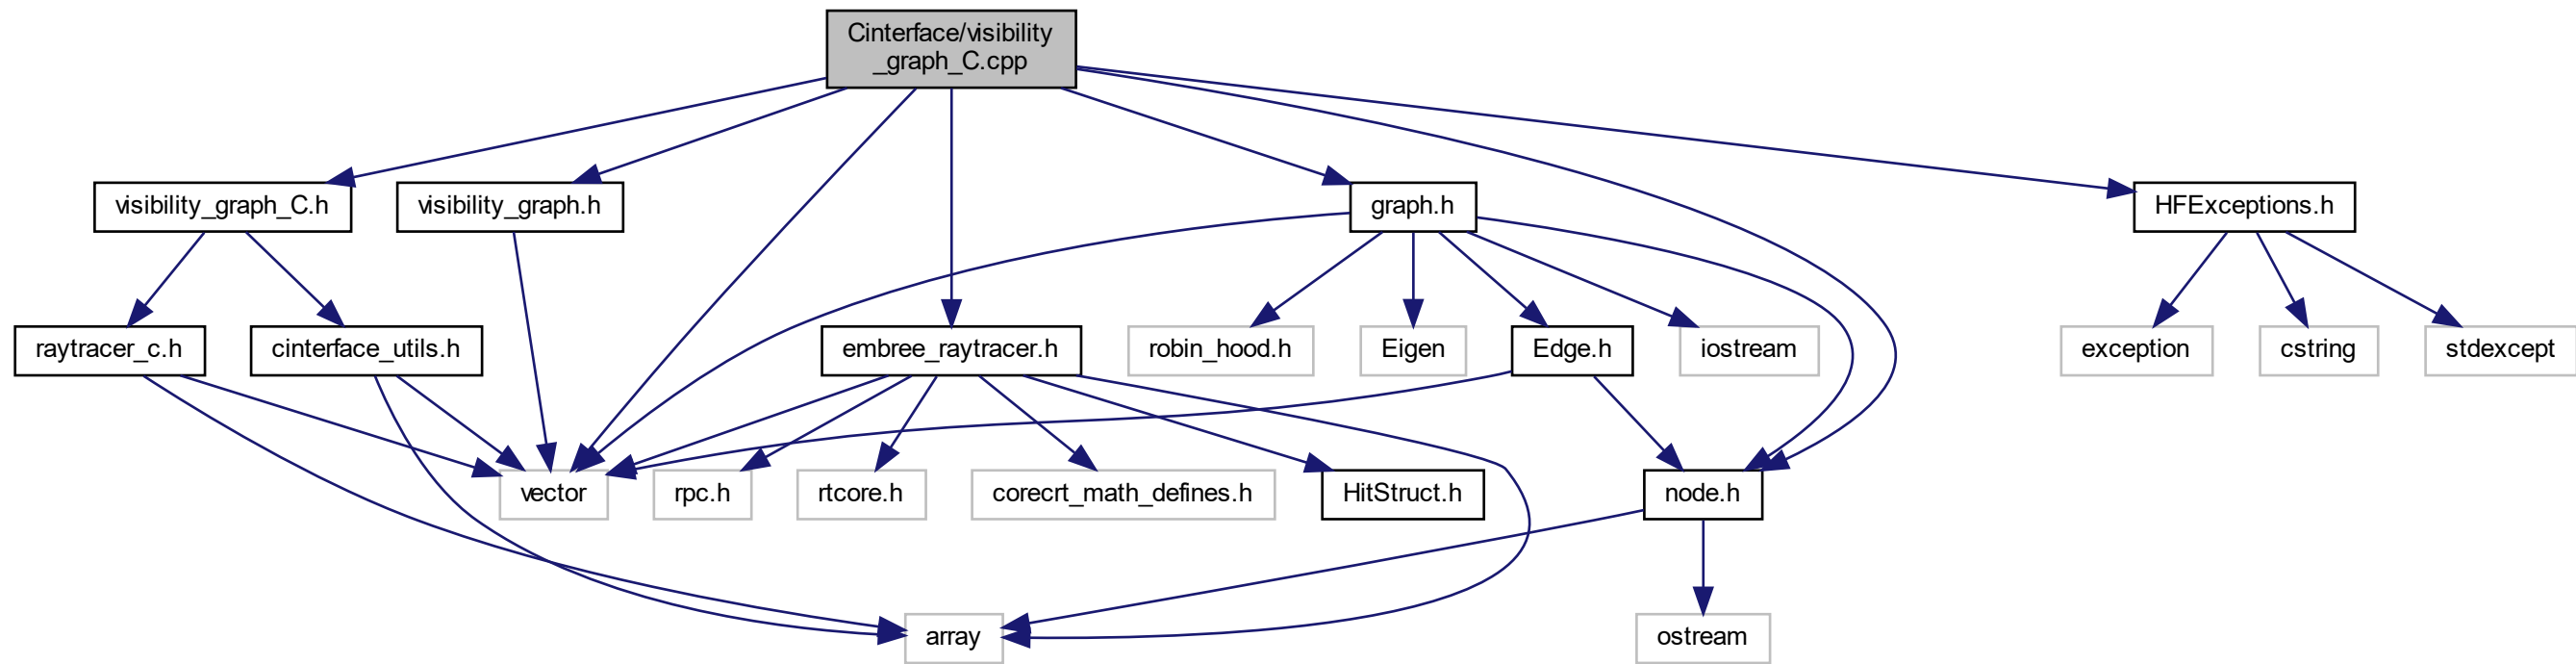 Cinterface/visibility
_graph_C.cpp
visibility_graph_C.h
visibility_graph.h
graph.h
HFExceptions.h
raytracer_c.h
cinterface_utils.h
embree_raytracer.h
robin_hood.h
Eigen
Edge.h
iostream
exception
cstring
stdexcept
vector
rpc.h
rtcore.h
corecrt_math_defines.h
HitStruct.h
node.h
array
ostream